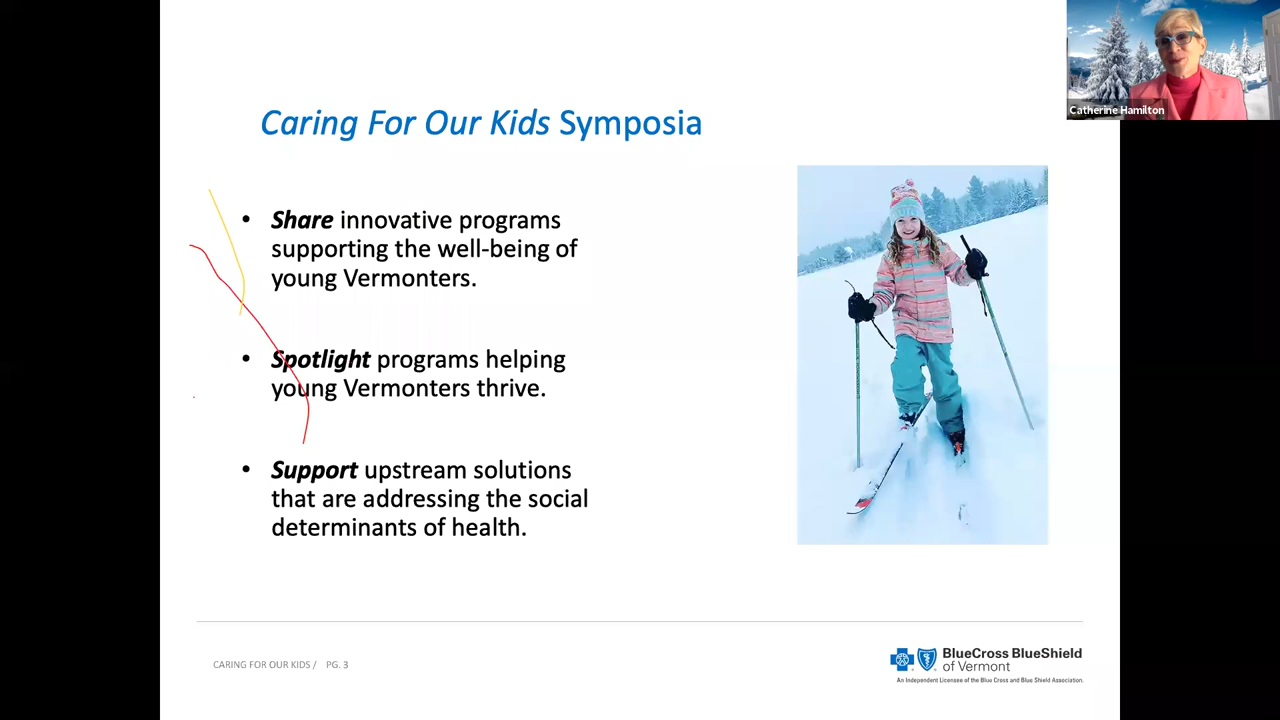 Catherine Hamilton
Caring For Our Kids Symposia
• Share innovative programs
supporting the well-being of
young Vermonters.
• Spotlight programs helping
young Vermonters thrive.
• Support upstream solutions
that are addressing the social
determinants of health.
CARING FOR OUR KIDS / PG. 3
BlueCross BlueShield
of Vermont
An Independent Licensee of the Blue Cross and Blue Shield Association.